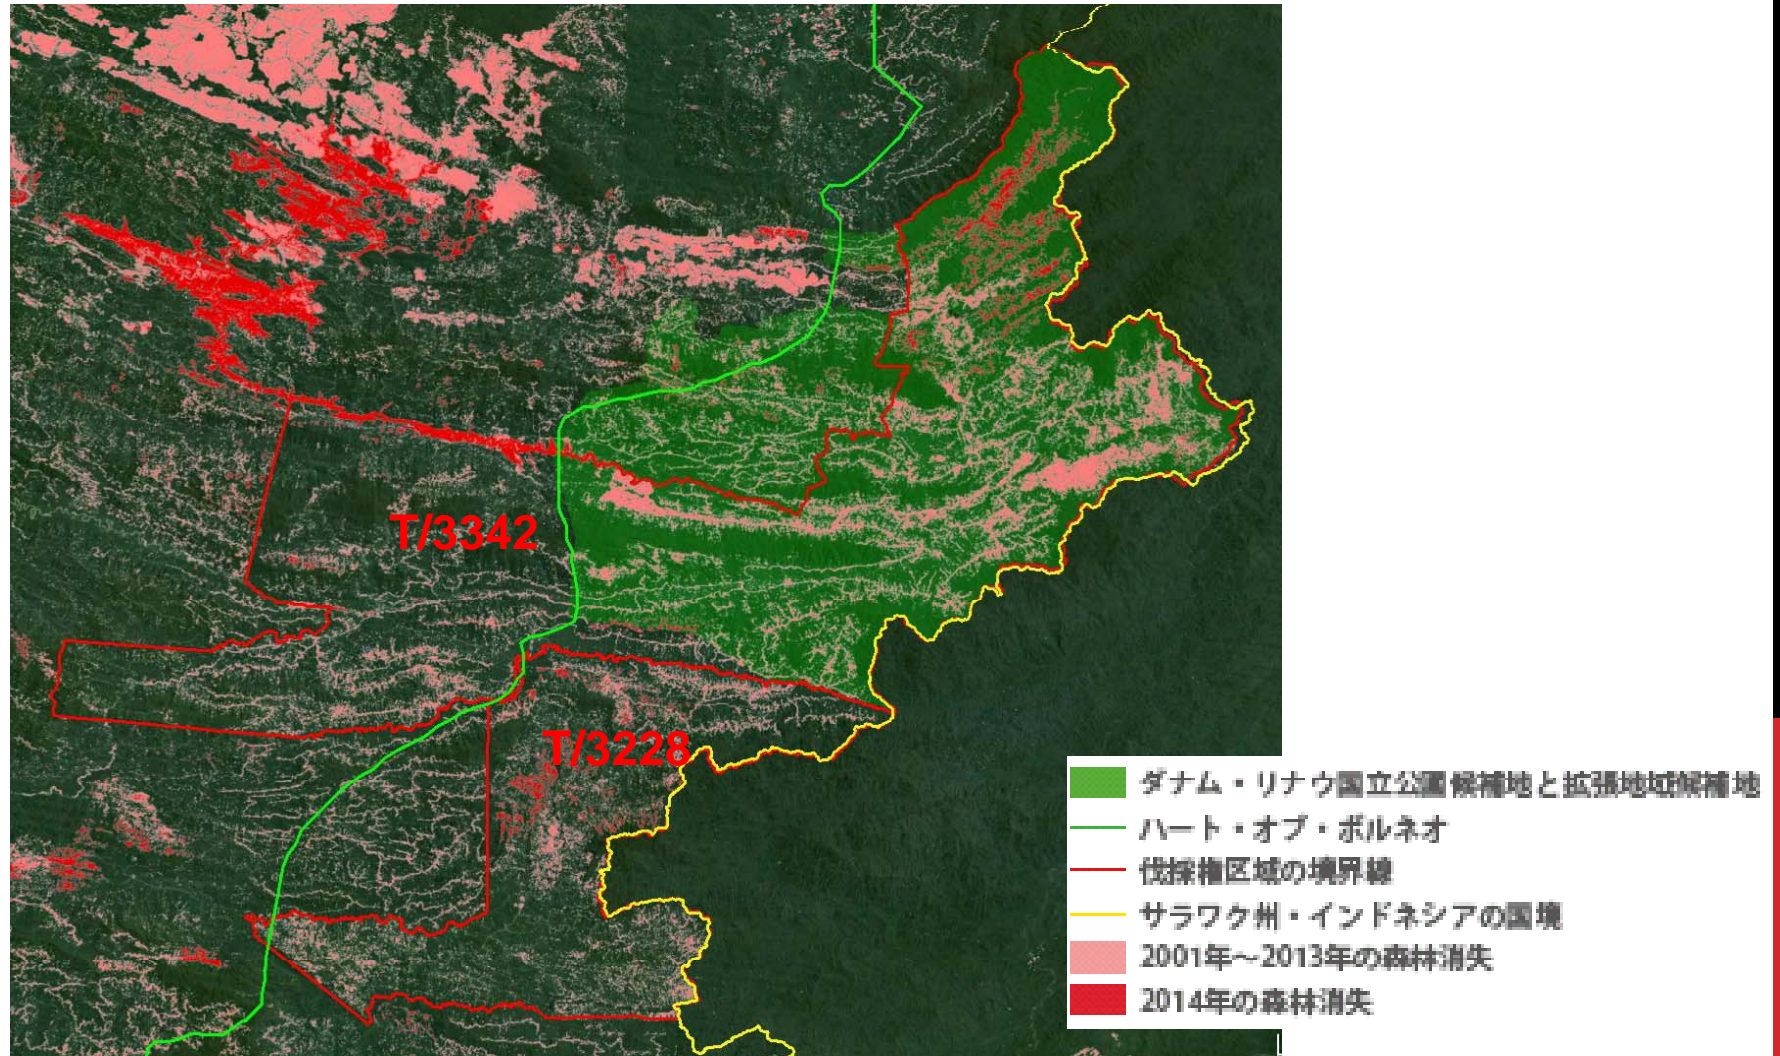 T/3342
T/3228
ダナム・リナウ国立公園候補地と拡張地域候補地
ハート・オブ・ボルネオ
伐採権区域の境界線
サラワク州・インドネシアの国境
2001年～2013年の森林消失
2014年の森林消失